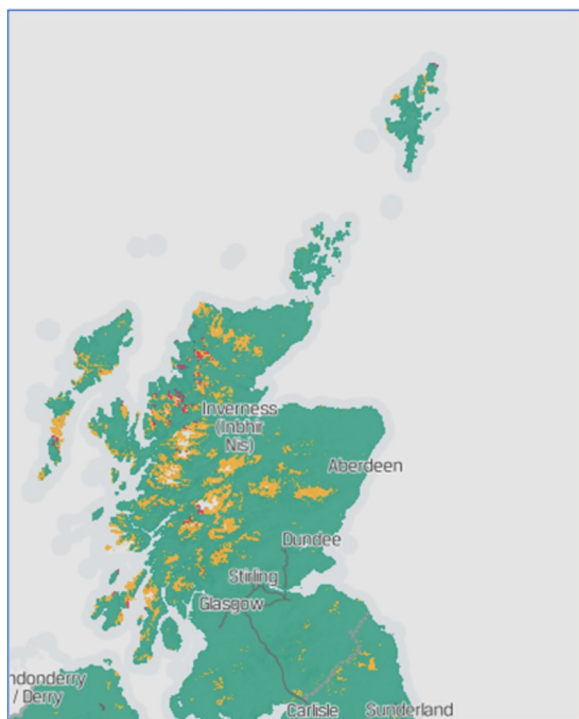 Inverness
(Inbhir
Nis)
Aberdeen
Dundee
Stirling
Glasgow
ndonderry
/ Derry
Carlisle
Sunderland